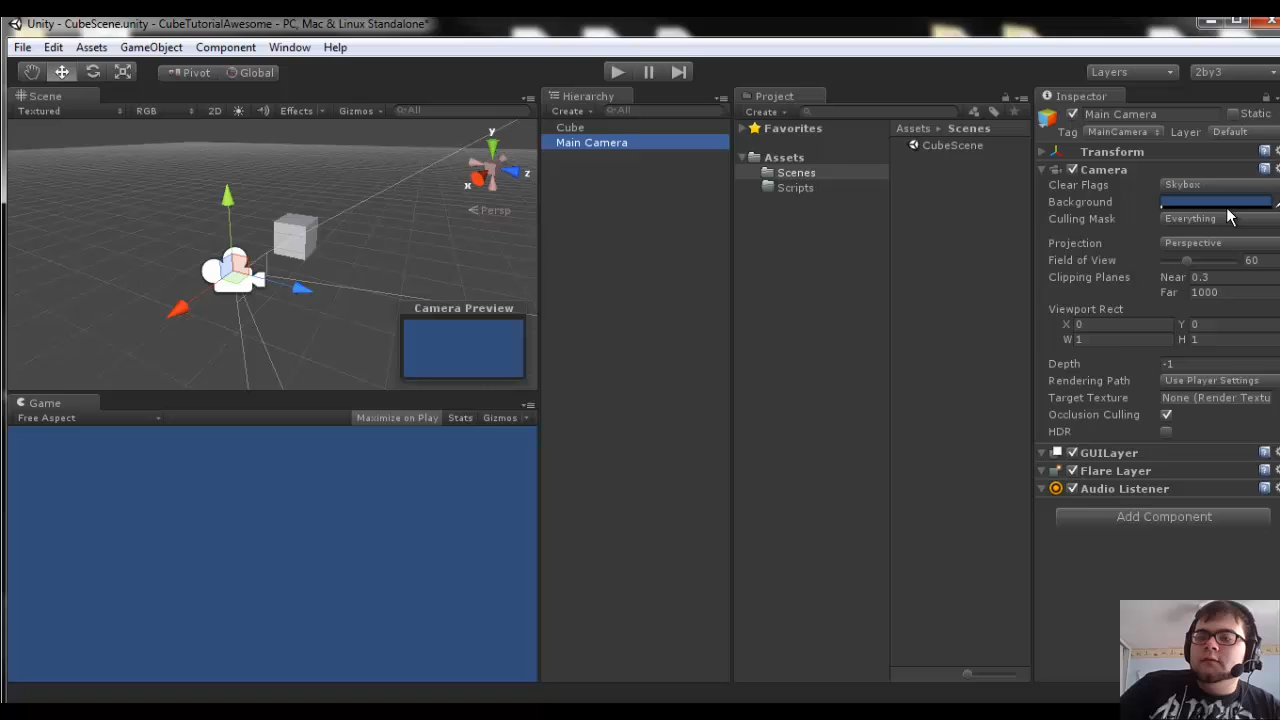 Unity - CubeScene.unity - CubeTutorialAwesome - PC, Mac & Linux Standalone*
File Edit Assets GameObject Component Window Help
Pivot Global
Layers 2by3
Scene
Textured RGB 2D Effects Gizmos All
y
x
z
Persp
Camera Preview
Game
Free Aspect Maximize on Play Stats Gizmos
Hierarchy
Create All
Cube
Main Camera
Project
Create
Favorites
Assets
Scenes
Scripts
Assets Scenes
CubeScene
Inspector
Main Camera Static
Tag MainCamera Layer Default
Transform
Camera
Clear Flags Skybox
Background
Culling Mask Everything
Projection Perspective
Field of View 60
Clipping Planes Near 0.3
Far 1000
Viewport Rect
X 0 Y 0
W 1 H 1
Depth -1
Rendering Path Use Player Settings
Target Texture None (Render Textu
Occlusion Culling
HDR
GUILayer
Flare Layer
Audio Listener
Add Component